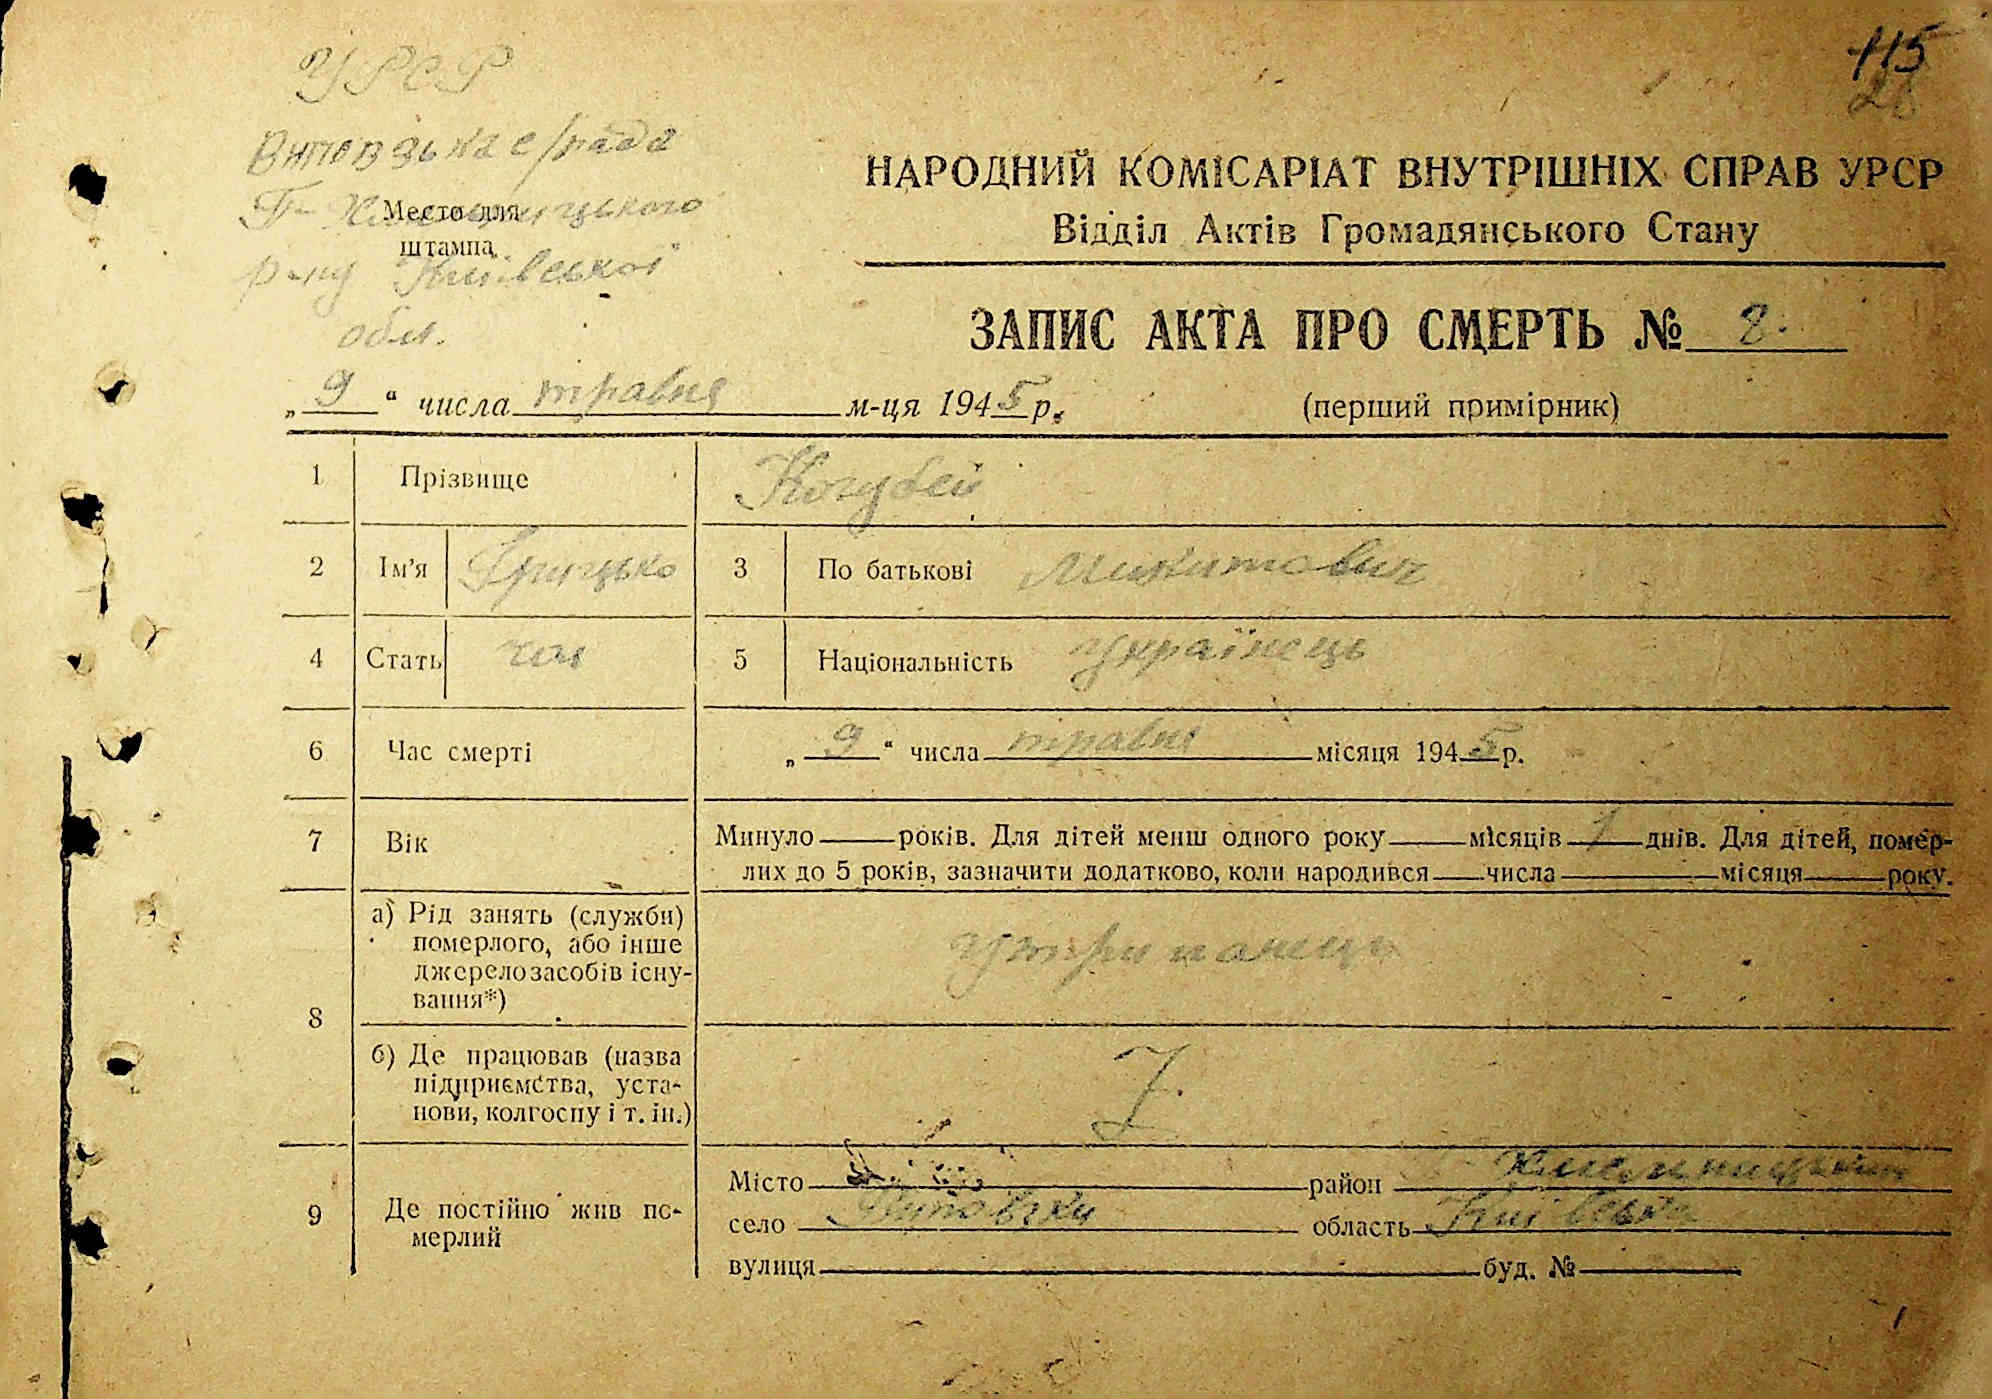 115
28
УРСР
Витовзька с/рада
П-Хмельницького
р-ну Київської
обл.
Место для
штампа
НАРОДНИЙ КОМІСАРІАТ ВНУТРІШНІХ СПРАВ УРСР
Відділ Актів Громадянського Стану
ЗАПИС АКТА ПРО СМЕРТЬ № 8.
„9“ числа травня м-ця 1945 р. (перший примірник)
1 Прізвище Кочубей
2 Ім’я Грицько 3 По батькові Микитович
4 Стать чол 5 Національність Українець
6 Час смерті „9“ числа травня місяця 1945 р.
7 Вік Минуло — років. Для дітей менш одного року — місяців 1 днів. Для дітей, помер-
лих до 5 років, зазначити додатково, коли народився — числа — місяця — року.
8 а) Рід занять (служби)
померлого, або інше
джерело засобів існу-
вання*)
Утриманець
б) Де працював (назва
підприємства, уста-
нови, колгоспу і т. ін.)
9 Де постійно жив по-
мерлий
Місто район Хмельницький
село область Київська
вулиця буд. №